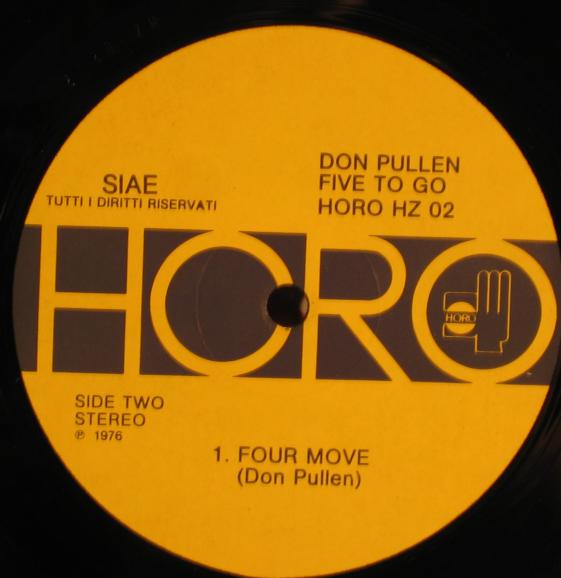 SIAE
TUTTI I DIRITTI RISERVATI
DON PULLEN
FIVE TO GO
HORO HZ 02
HORO
HORO
SIDE TWO
STEREO
℗ 1976
1. FOUR MOVE
(Don Pullen)